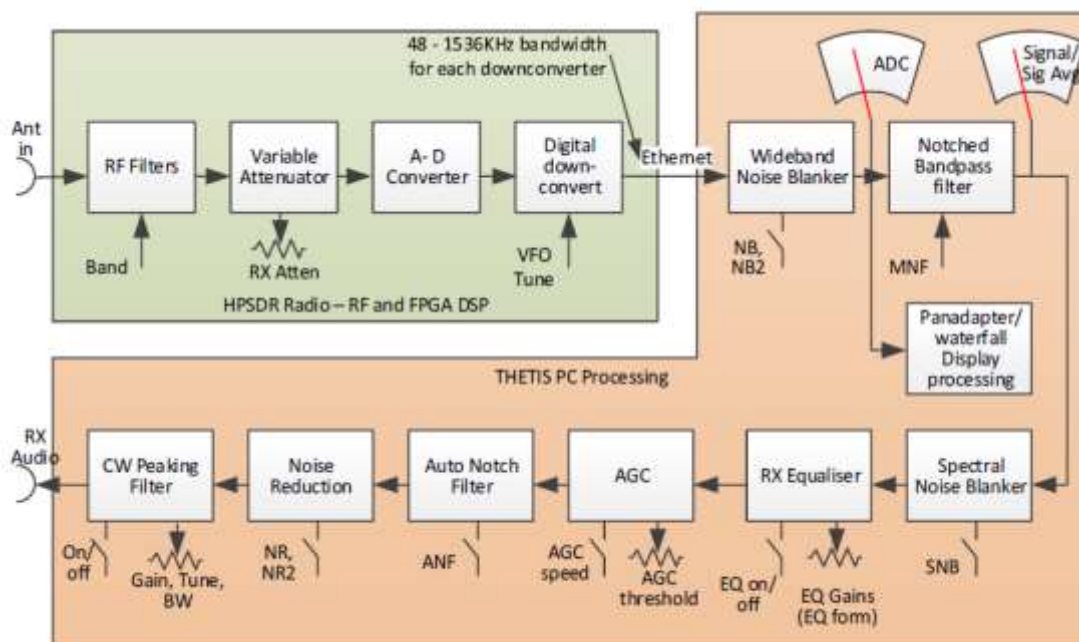 48 - 1536KHz bandwidth
for each downconverter
ADC
Signal/
Sig Avg
Ant
in
RF Filters
Variable
Attenuator
A- D
Converter
Digital
down-
convert
Ethernet
Wideband
Noise Blanker
Notched
Bandpass
filter
Band
RX Atten
VFO
Tune
NB,
NB2
MNF
HPSDR Radio – RF and FPGA DSP
Panadapter/
waterfall
Display
processing
THETIS PC Processing
RX
Audio
CW Peaking
Filter
Noise
Reduction
Auto Notch
Filter
AGC
RX Equaliser
Spectral
Noise Blanker
On/
off
Gain, Tune,
BW
NR,
NR2
ANF
AGC
speed
AGC
threshold
EQ on/
off
EQ Gains
(EQ form)
SNB